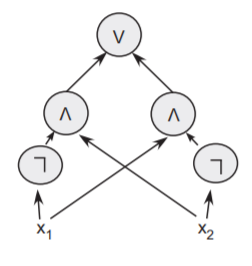 ∨
∧ ∧
¬ ¬
x₁ x₂